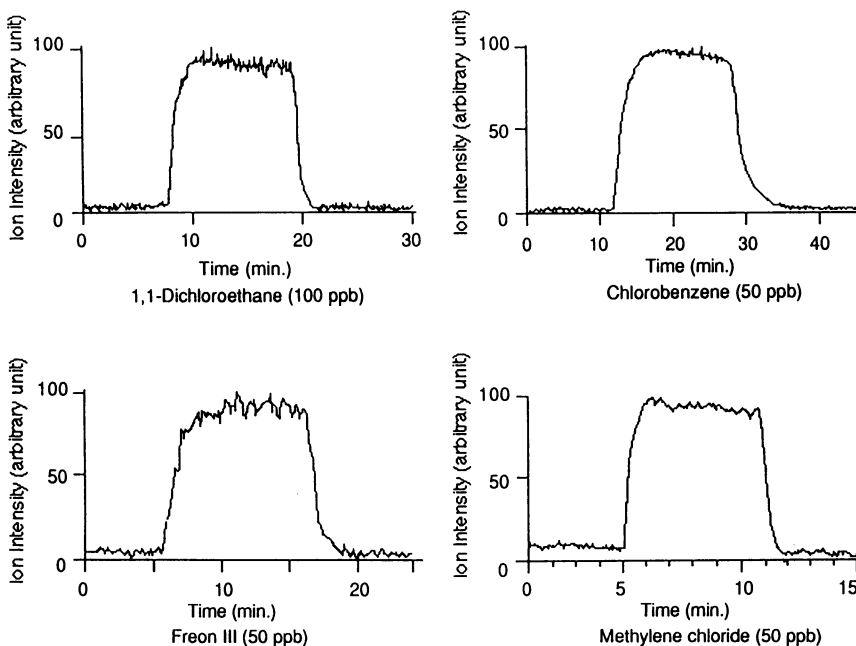 Ion Intensity (arbitrary unit)
100
50
0
0 10 20 30
Time (min.)
1,1-Dichloroethane (100 ppb)
Ion Intensity (arbitrary unit)
100
50
0
0 10 20 30 40
Time (min.)
Chlorobenzene (50 ppb)
Ion Intensity (arbitrary unit)
100
50
0
0 10 20
Time (min.)
Freon III (50 ppb)
Ion Intensity (arbitrary unit)
100
50
0
0 5 10 15
Time (min.)
Methylene chloride (50 ppb)